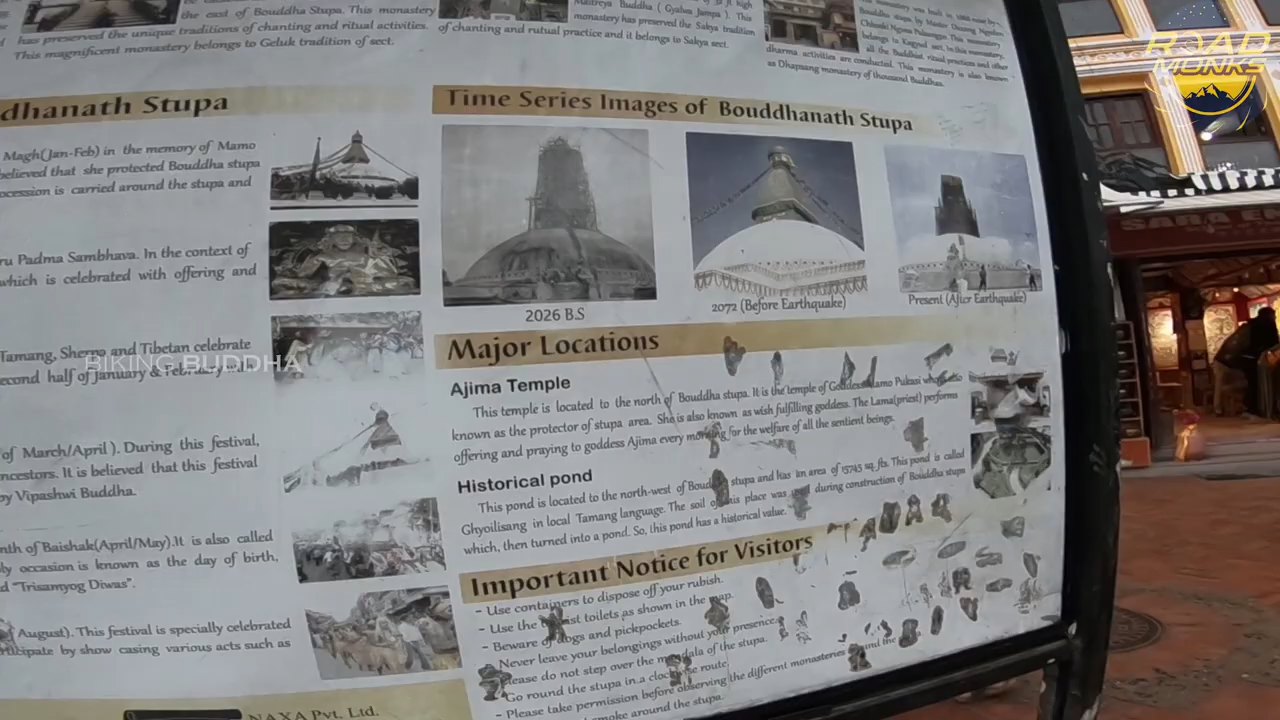 the east of Bouddha Stupa. This monastery
has preserved the unique traditions of chanting and ritual activities.
This magnificent monastery belongs to Geluk tradition of sect.
Maitreya Buddha ( Gyalwa Jampa ). This
monastery has preserved the Sakya tradition
of chanting and rutual practice and it belongs to Sakya sect.
all the Buddhist ritual practices and other
dharma activities are conducted. This monastery is also known
as Dhapsang monastery of thousand Buddhas.
ROAD
MONKS
dhanath Stupa
Magh(Jan-Feb) in the memory of Mamo
believed that she protected Bouddha stupa
ocession is carried around the stupa and
ru Padma Sambhava. In the context of
which is celebrated with offering and
Tamang, Sherpa and Tibetan celebrate
econd half of January & February
BIKING BUDDHA
of March/April ). During this festival,
ncestors. It is believed that this festival
by Vipashwi Buddha.
nth of Baishak(April/May).It is also called
ly occasion is known as the day of birth,
d "Trisamyog Diwas".
August). This festival is specially celebrated
rticipate by show casing various acts such as
NAXA Pvt. Ltd.
Time Series Images of Bouddhanath Stupa
2026 B.S
2072 (Before Earthquake)
Present (After Earthquake)
Major Locations
Ajima Temple
This temple is located to the north of Bouddha stupa. It is the temple of Goddess Mamo Pukasi
known as the protector of stupa area. She is also known as wish fulfilling goddess. The Lama(priest) performs
offering and praying to goddess Ajima every morning for the welfare of all the sentient beings.
Historical pond
This pond is located to the north-west of Bouddha stupa and has an area of 15745 sq.fts. This pond is called
Ghyoilisang in local Tamang language. The soil of this place was during construction of Bouddha stupa
which, then turned into a pond. So, this pond has a historical value.
Important Notice for Visitors
- Use containers to dispose off your rubish.
- Use the toilets as shown in the map.
- Beware of dogs and pickpockets.
Never leave your belongings without your presence.
Please do not step over the mandala of the stupa.
Go round the stupa in a clockwise route
- Please take permission before observing the different monasteries around the
smoke around the stupa.